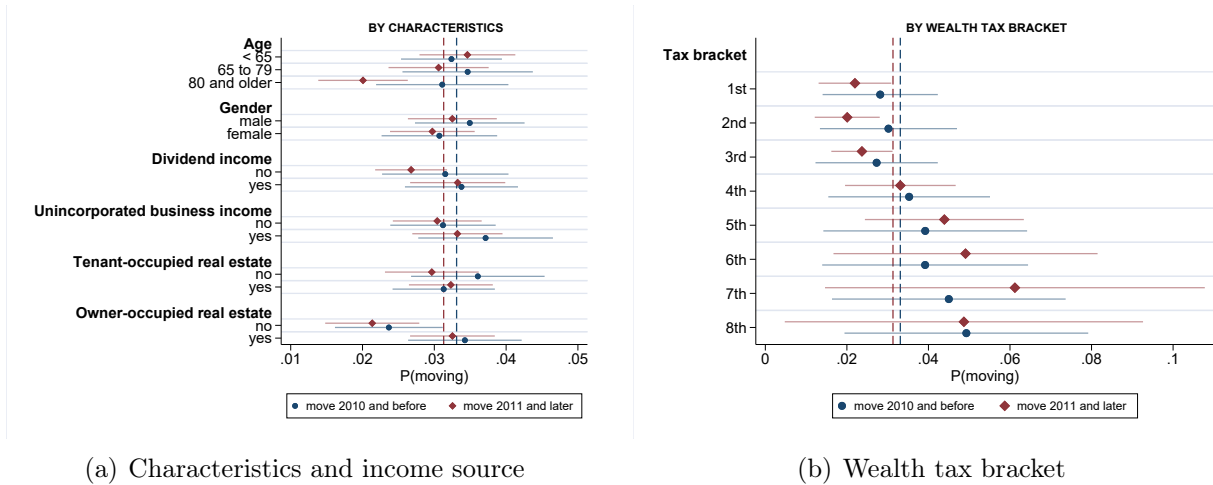 BY CHARACTERISTICS
Age
< 65
65 to 79
80 and older
Gender
male
female
Dividend income
no
yes
Unincorporated business income
no
yes
Tenant-occupied real estate
no
yes
Owner-occupied real estate
no
yes
.01 .02 .03 .04 .05
P(moving)
move 2010 and before move 2011 and later
(a) Characteristics and income source
BY WEALTH TAX BRACKET
Tax bracket
1st
2nd
3rd
4th
5th
6th
7th
8th
0 .02 .04 .06 .08 .1
P(moving)
move 2010 and before move 2011 and later
(b) Wealth tax bracket